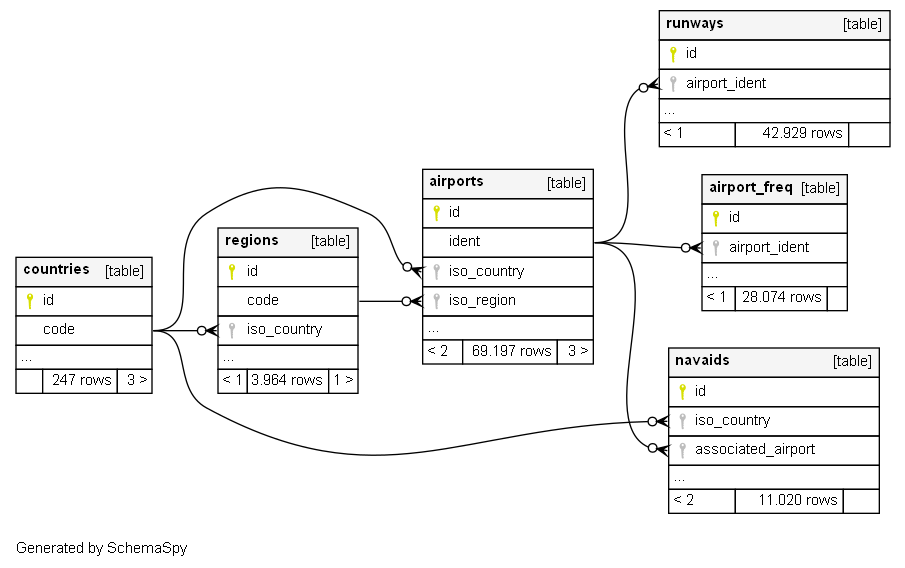 countries [table]
id
code
...
247 rows 3 >
regions [table]
id
code
iso_country
...
< 1 3.964 rows 1 >
airports [table]
id
ident
iso_country
iso_region
...
< 2 69.197 rows 3 >
runways [table]
id
airport_ident
...
< 1 42.929 rows
airport_freq [table]
id
airport_ident
...
< 1 28.074 rows
navaids [table]
id
iso_country
associated_airport
...
< 2 11.020 rows
Generated by SchemaSpy